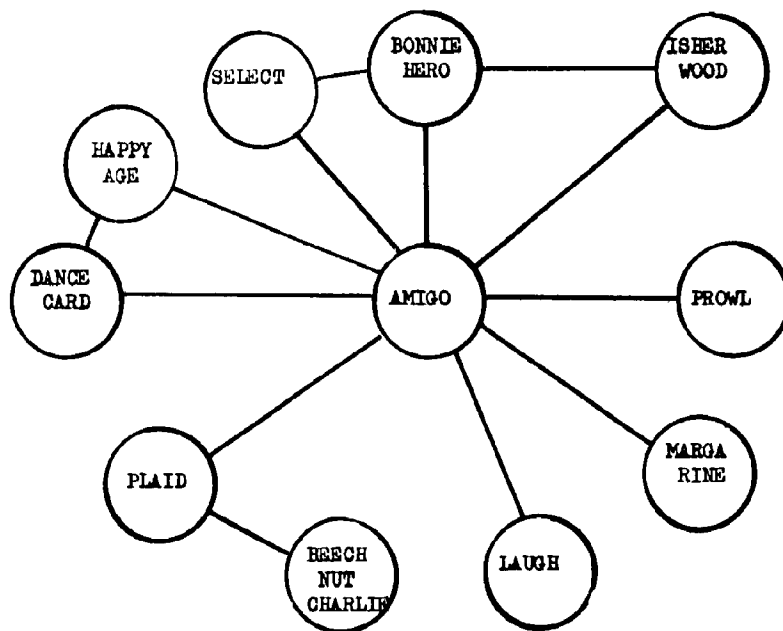 SELECT
BONNIE
HERO
ISHER
WOOD
HAPPY
AGE
DANCE
CARD
AMIGO
PROWL
PLAID
MARGA
RINE
BEECH
NUT
CHARLIE
LAUGH